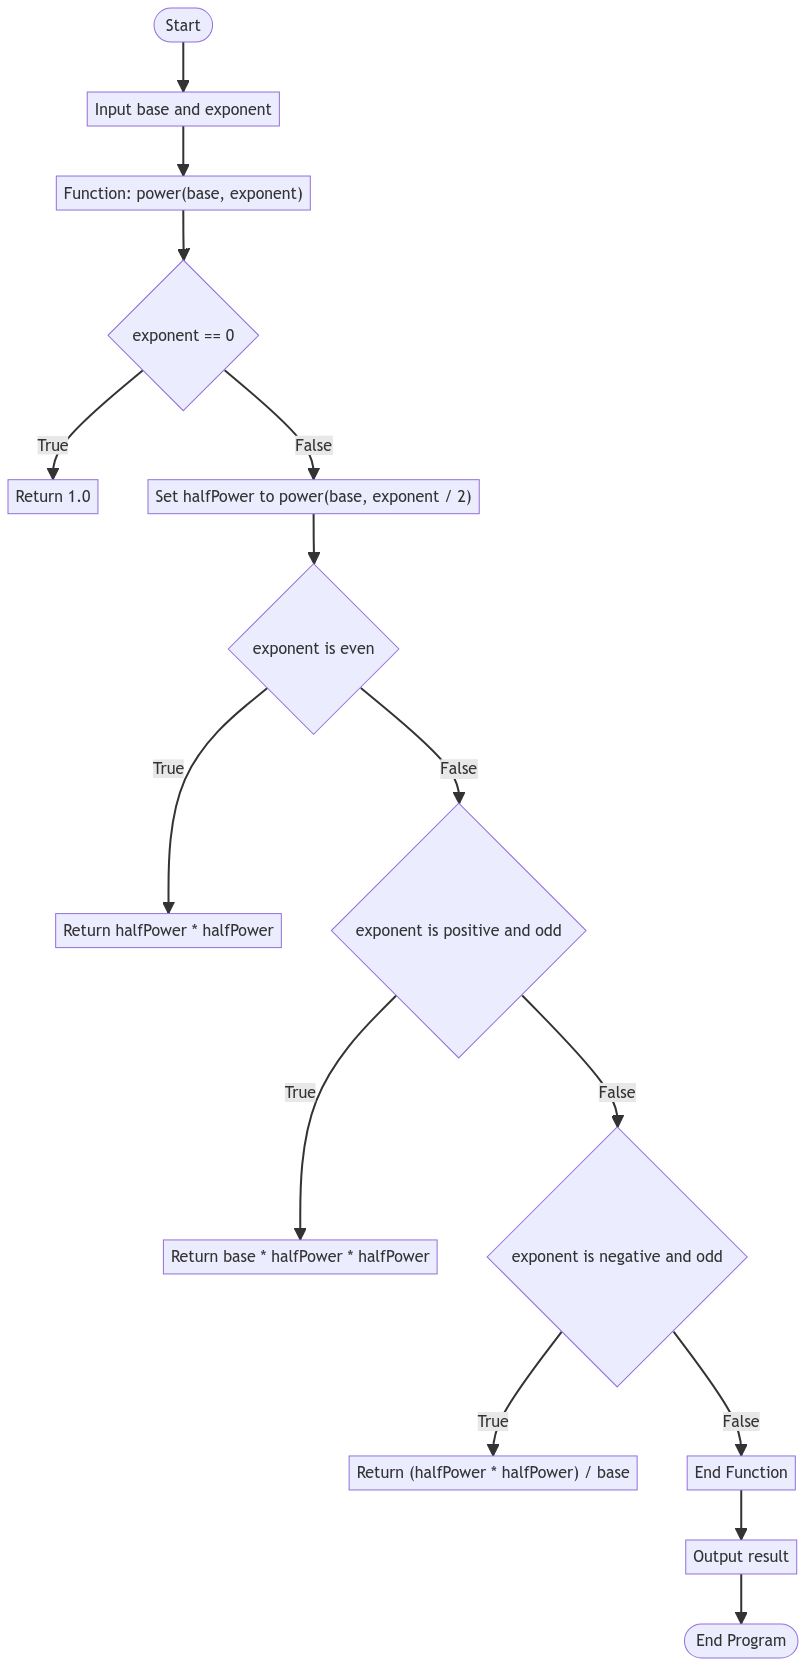 Start
Input base and exponent
Function: power(base, exponent)
exponent == 0
True
False
Return 1.0
Set halfPower to power(base, exponent / 2)
exponent is even
True
False
Return halfPower * halfPower
exponent is positive and odd
True
False
Return base * halfPower * halfPower
exponent is negative and odd
True
False
Return (halfPower * halfPower) / base
End Function
Output result
End Program